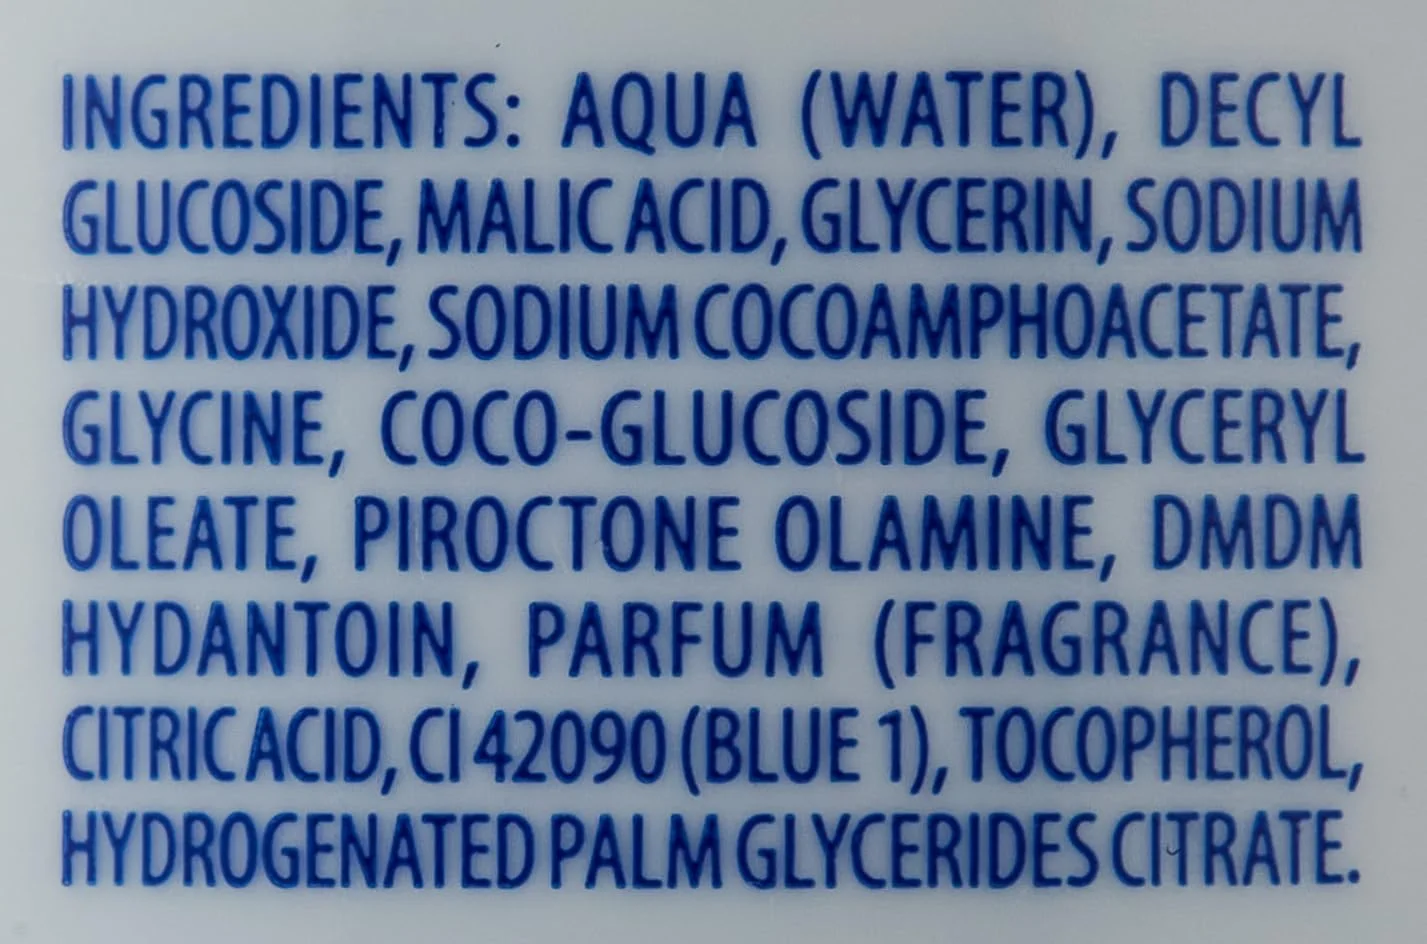 INGREDIENTS: AQUA (WATER), DECYL
GLUCOSIDE, MALIC ACID, GLYCERIN, SODIUM
HYDROXIDE, SODIUM COCOAMPHOACETATE,
GLYCINE, COCO-GLUCOSIDE, GLYCERYL
OLEATE, PIROCTONE OLAMINE, DMDM
HYDANTOIN, PARFUM (FRAGRANCE),
CITRIC ACID, CI 42090 (BLUE 1), TOCOPHEROL,
HYDROGENATED PALM GLYCERIDES CITRATE.